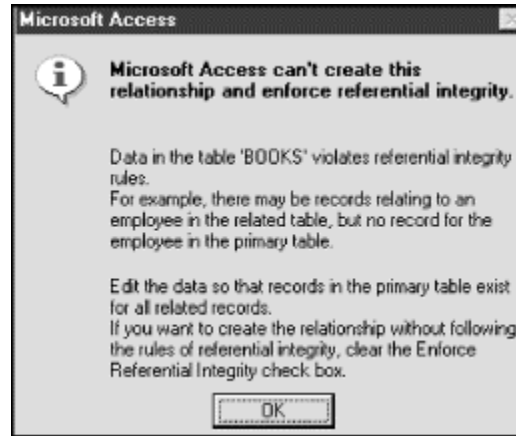 Microsoft Access
Microsoft Access can't create this
relationship and enforce referential integrity.
Data in the table 'BOOKS' violates referential integrity
rules.
For example, there may be records relating to an
employee in the related table, but no record for the
employee in the primary table.
Edit the data so that records in the primary table exist
for all related records.
If you want to create the relationship without following
the rules of referential integrity, clear the Enforce
Referential Integrity check box.
OK